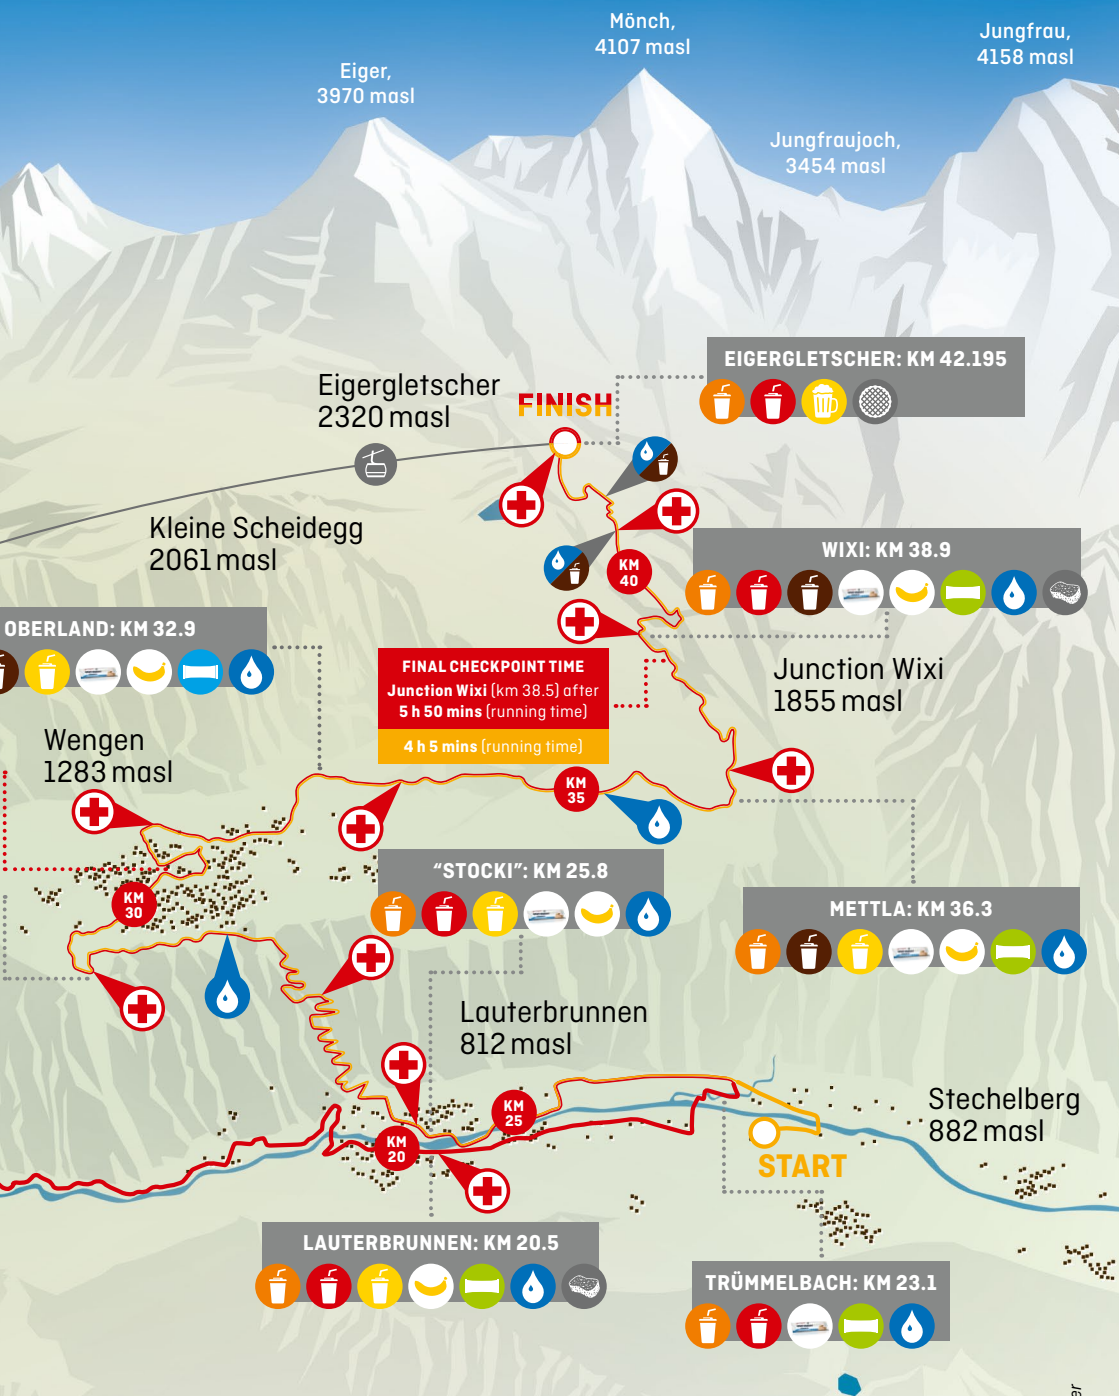 Mönch,
4107 masl
Jungfrau,
4158 masl
Eiger,
3970 masl
Jungfraujoch,
3454 masl
EIGERGLETSCHER: KM 42.195
Eigergletscher
2320 masl
FINISH
Kleine Scheidegg
2061 masl
WIXI: KM 38.9
KM
40
OBERLAND: KM 32.9
FINAL CHECKPOINT TIME
Junction Wixi (km 38.5) after
5 h 50 mins (running time)
4 h 5 mins (running time)
Junction Wixi
1855 masl
Wengen
1283 masl
KM
35
"STOCKI": KM 25.8
KM
30
METTLA: KM 36.3
Lauterbrunnen
812 masl
KM
25
Stechelberg
882 masl
KM
20
START
LAUTERBRUNNEN: KM 20.5
TRÜMMELBACH: KM 23.1
er